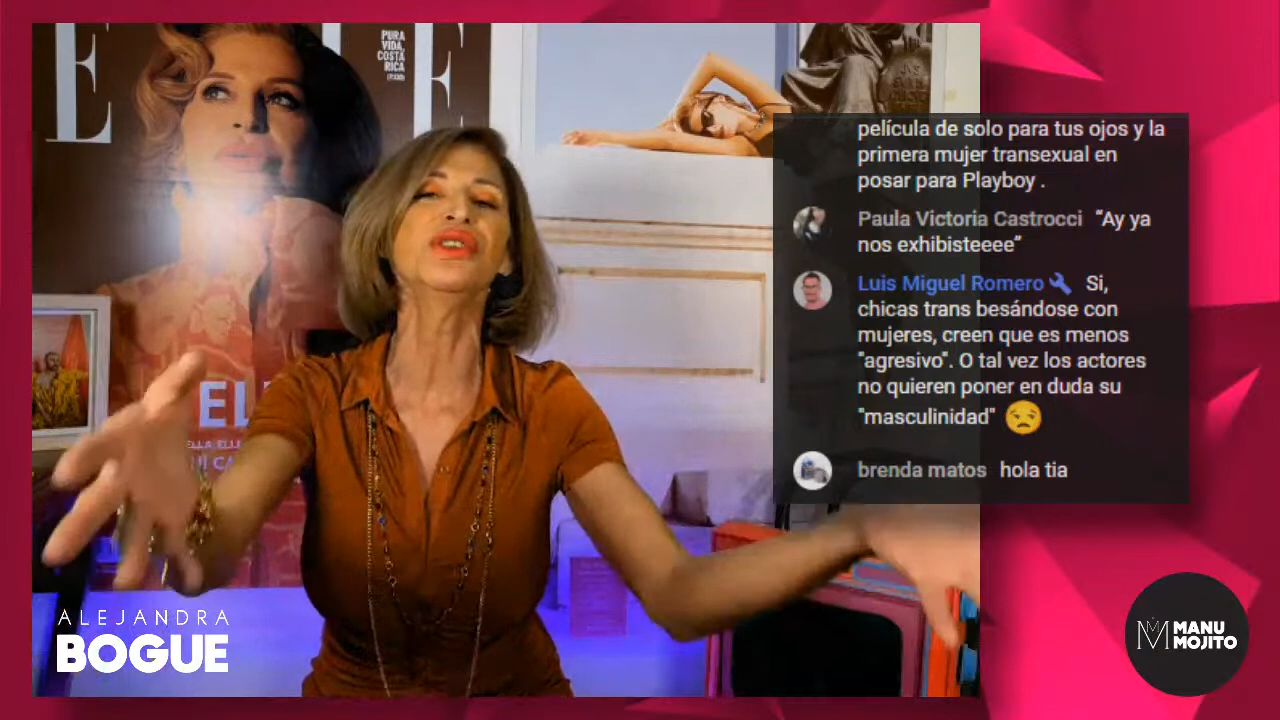 E
E
PURA
VIDA,
COSTA
RICA
ELL
ELLA ELL
ALEJANDRA
BOGUE
película de solo para tus ojos y la
primera mujer transexual en
posar para Playboy .
Paula Victoria Castrocci “Ay ya
nos exhibisteeee”
Luis Miguel Romero Si,
chicas trans besándose con
mujeres, creen que es menos
"agresivo". O tal vez los actores
no quieren poner en duda su
"masculinidad"
brenda matos hola tia
MANU
MOJITO